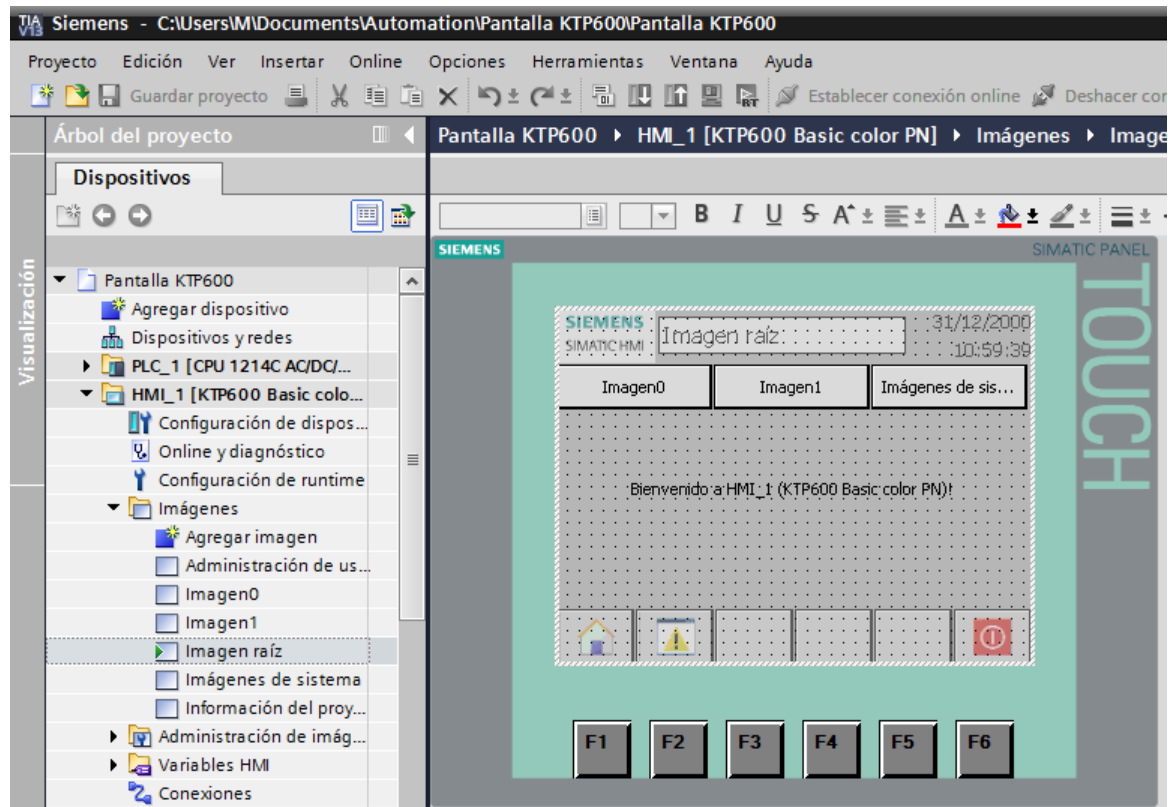 TIA V13 Siemens - C:\Users\M\Documents\Automation\Pantalla KTP600\Pantalla KTP600
Proyecto Edición Ver Insertar Online Opciones Herramientas Ventana Ayuda
Guardar proyecto Establecer conexión online Deshacer con
Árbol del proyecto
Pantalla KTP600 HMI_1 [KTP600 Basic color PN] Imágenes Image
Dispositivos
B I U S A A
Visualización
Pantalla KTP600
Agregar dispositivo
Dispositivos y redes
PLC_1 [CPU 1214C AC/DC/...
HMI_1 [KTP600 Basic colo...
Configuración de dispos...
Online y diagnóstico
Configuración de runtime
Imágenes
Agregar imagen
Administración de us...
Imagen0
Imagen1
Imagen raíz
Imágenes de sistema
Información del proy...
Administración de imág...
Variables HMI
Conexiones
SIEMENS
SIMATIC PANEL
TOUCH
SIEMENS
SIMATIC HMI
Imagen raíz
31/12/2000
10:59:39
Imagen0 Imagen1 Imágenes de sis...
Bienvenido a HMI_1 (KTP600 Basic color PN)!
F1 F2 F3 F4 F5 F6